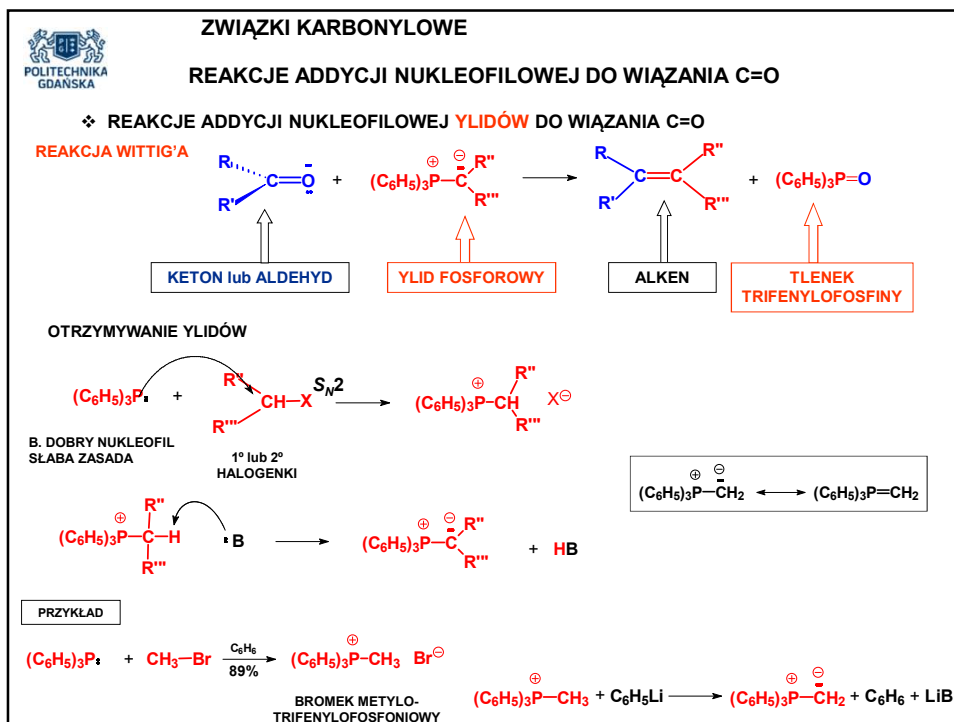 ZWIĄZKI KARBONYLOWE
POLITECHNIKA
GDAŃSKA
REAKCJE ADDYCJI NUKLEOFILOWEJ DO WIĄZANIA C=O
❖ REAKCJE ADDYCJI NUKLEOFILOWEJ YLIDÓW DO WIĄZANIA C=O
REAKCJA WITTIG'A
R R' C=O + (C₆H₅)₃P⊕–C⊖ R'' R''' → R R' C=C R'' R''' + (C₆H₅)₃P=O
KETON lub ALDEHYD
YLID FOSFOROWY
ALKEN
TLENEK
TRIFENYLOFOSFINY
OTRZYMYWANIE YLIDÓW
(C₆H₅)₃P: + R'' R''' CH–X SN2 → (C₆H₅)₃P⊕–CH R'' R''' X⊖
B. DOBRY NUKLEOFIL
SŁABA ZASADA
1º lub 2º
HALOGENKI
(C₆H₅)₃P⊕–C⊖H₂ ↔ (C₆H₅)₃P=CH₂
(C₆H₅)₃P⊕–C–H R'' R''' :B → (C₆H₅)₃P⊕–C⊖ R'' R''' + HB
PRZYKŁAD
(C₆H₅)₃P: + CH₃–Br C₆H₆ 89% → (C₆H₅)₃P⊕–CH₃ Br⊖
BROMEK METYLO-
TRIFENYLOFOSFONIOWY
(C₆H₅)₃P⊕–CH₃ + C₆H₅Li → (C₆H₅)₃P⊕–C⊖H₂ + C₆H₆ + LiB